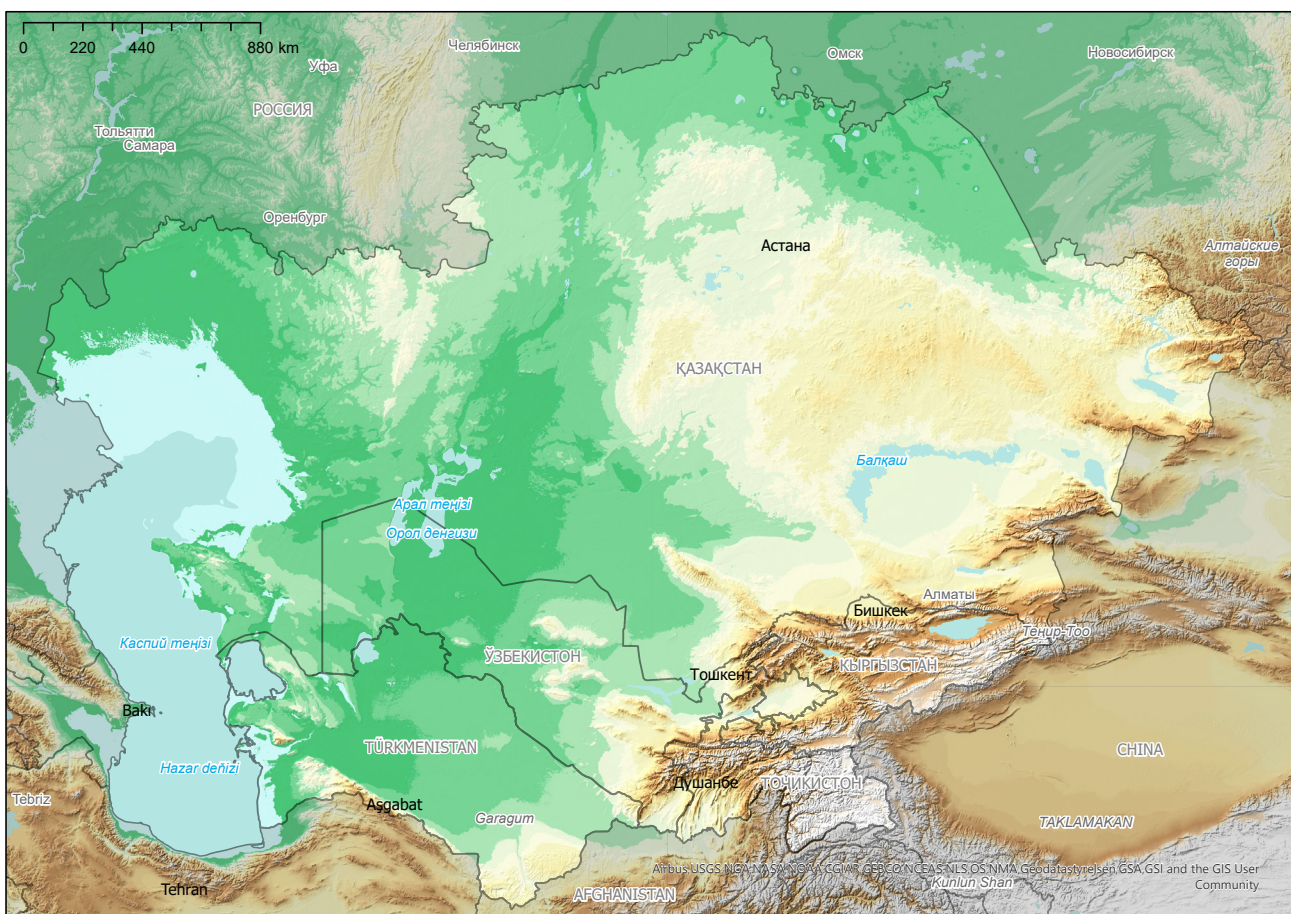 0 220 440 880 km
Челябинск
Омск
Новосибирск
Уфа
РОССИЯ
Тольятти
Самара
Оренбург
Астана
Алтайские
горы
ҚАЗАҚСТАН
Балқаш
Арал теңізі
Орол денгизи
Алматы
Бишкек
Теңир-Тоо
Каспий теңізі
ЎЗБЕКИСТОН
КЫРГЫЗСТАН
Тошкент
Bakı
TÜRKMENISTAN
CHINA
Hazar deňizi
Душанбе
ТОҶИКИСТОН
Tebriz
Aşgabat
Garagum
TAKLAMAKAN
Airbus,USGS,NGA,NASA,NOAA,CGIAR,GEBCO,NCEAS,NLS,OS,NMA,Geodatastyrelsen,GSA,GSI and the GIS User
Community
Tehran
AFGHANISTAN
Kunlun Shan